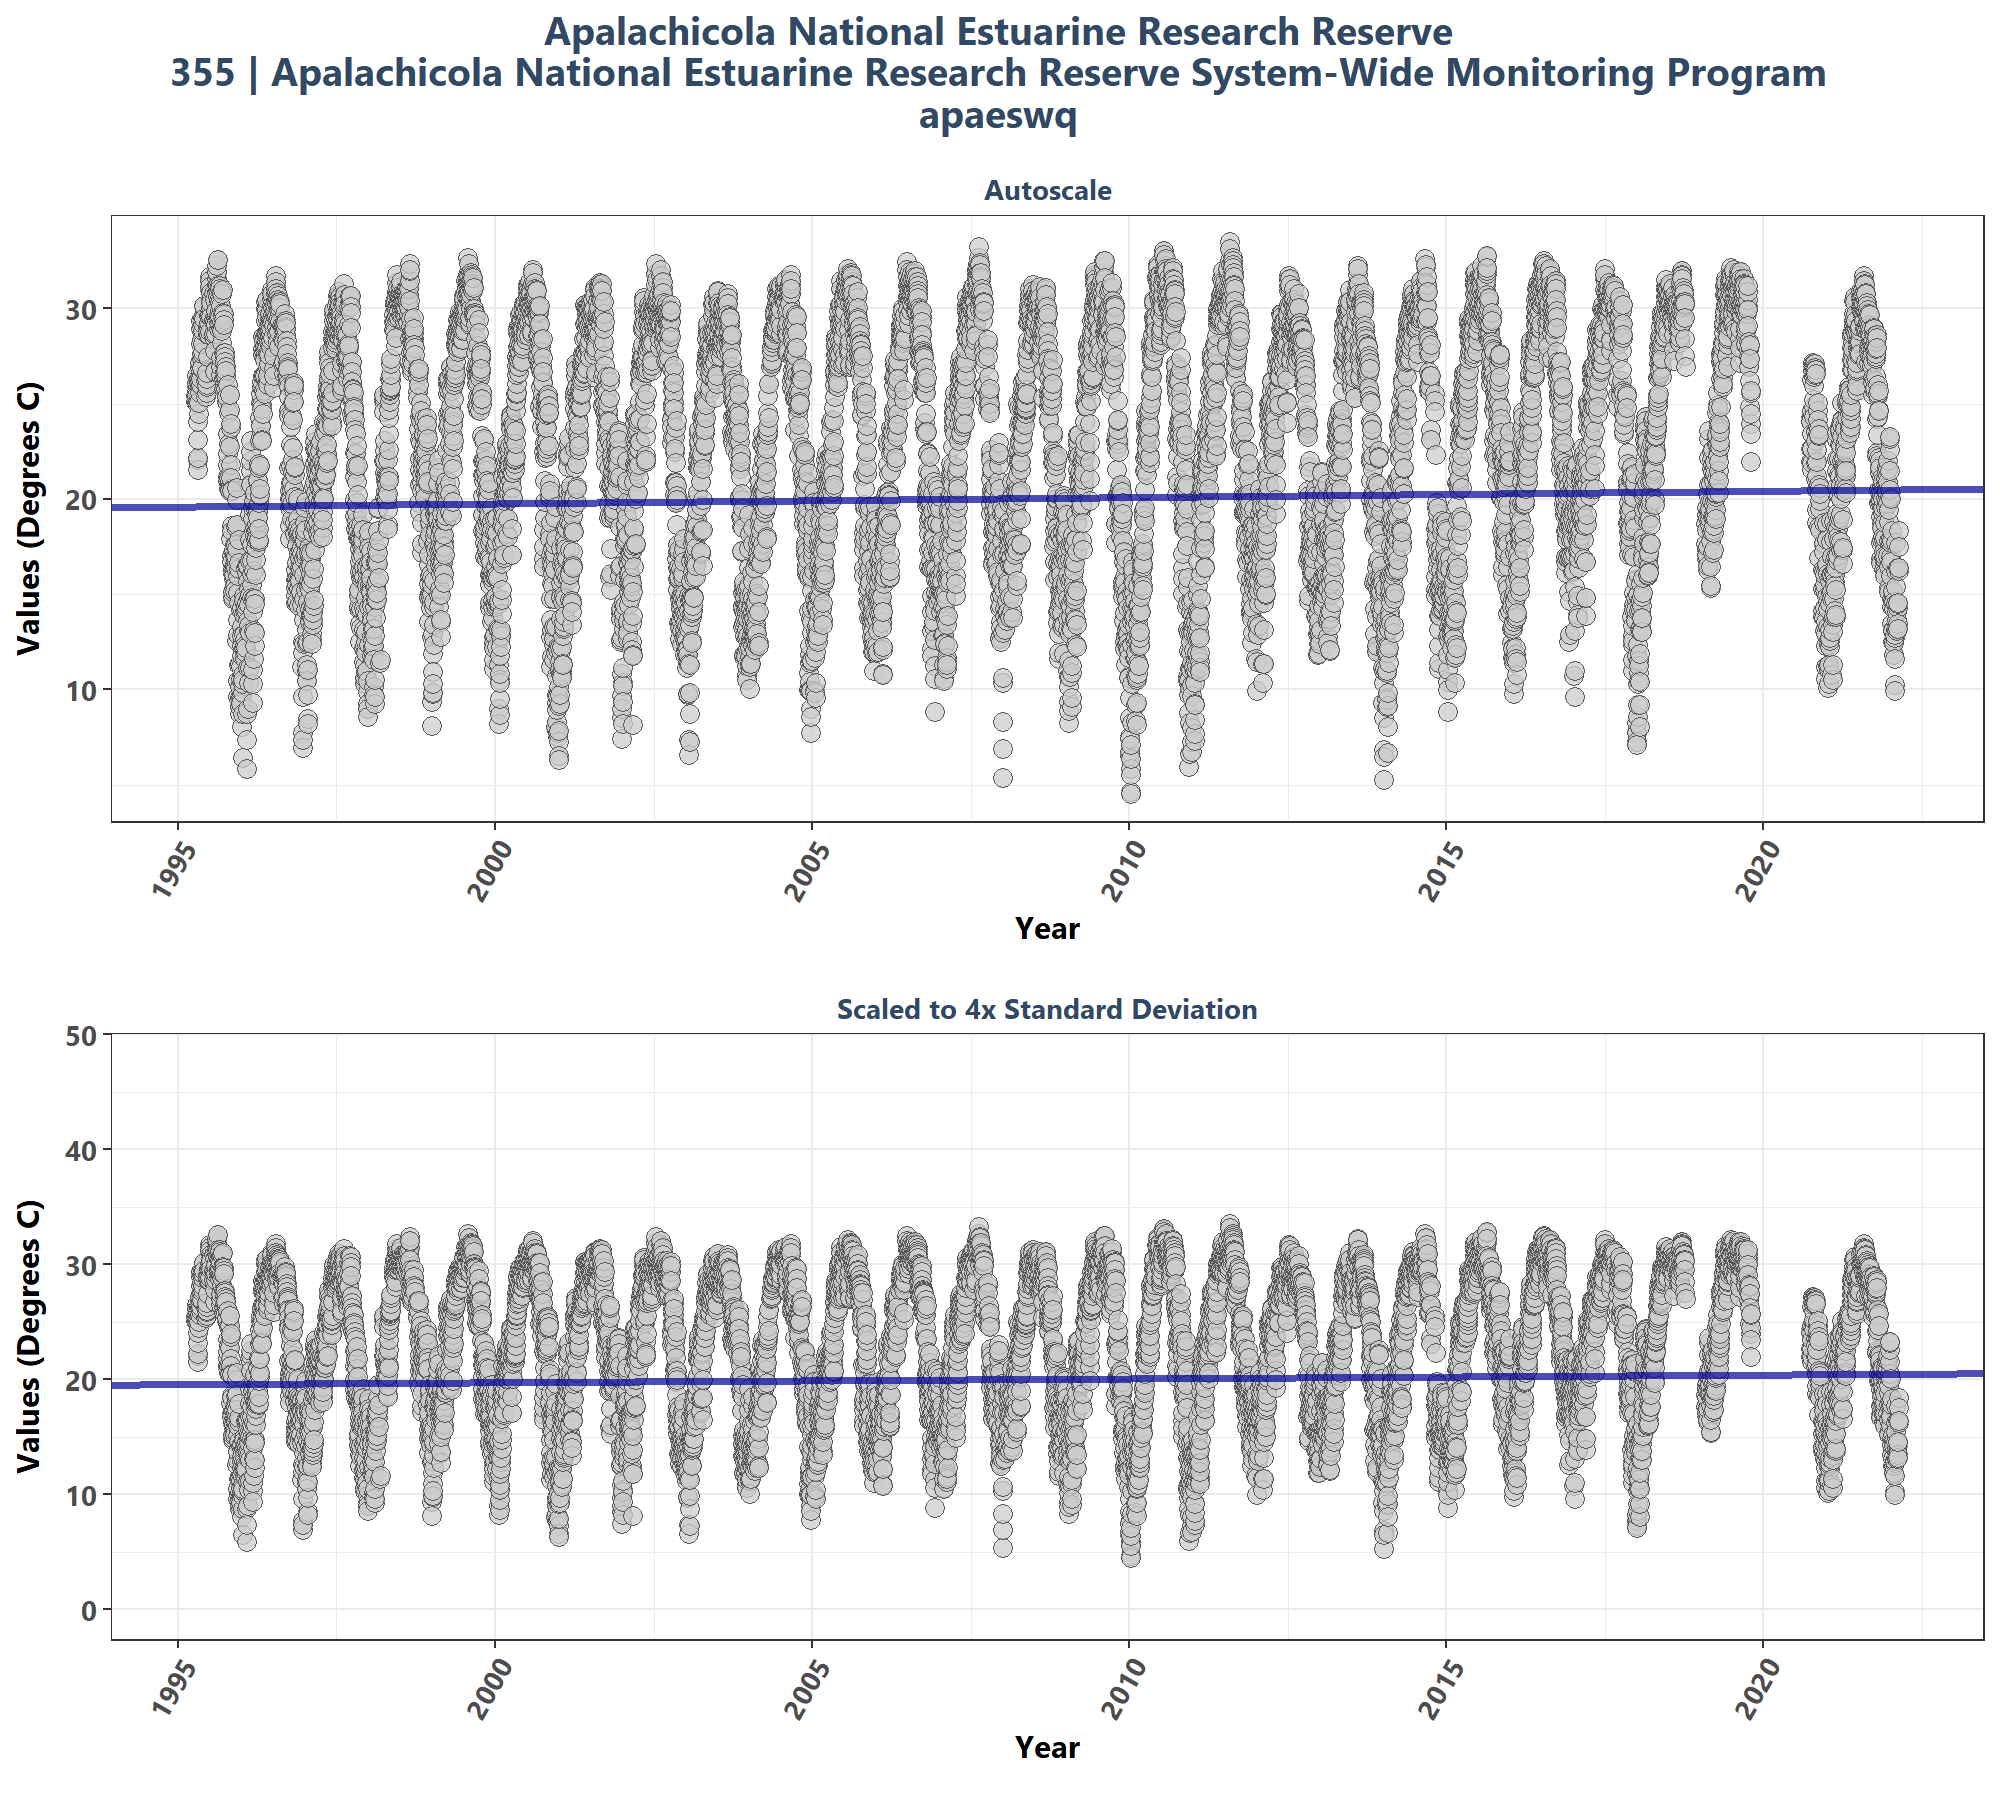 Apalachicola National Estuarine Research Reserve
355 | Apalachicola National Estuarine Research Reserve System-Wide Monitoring Program
apaeswq
Autoscale
Values (Degrees C)
30
20
10
1995
2000
2005
2010
2015
2020
Year
Scaled to 4x Standard Deviation
Values (Degrees C)
50
40
30
20
10
0
1995
2000
2005
2010
2015
2020
Year